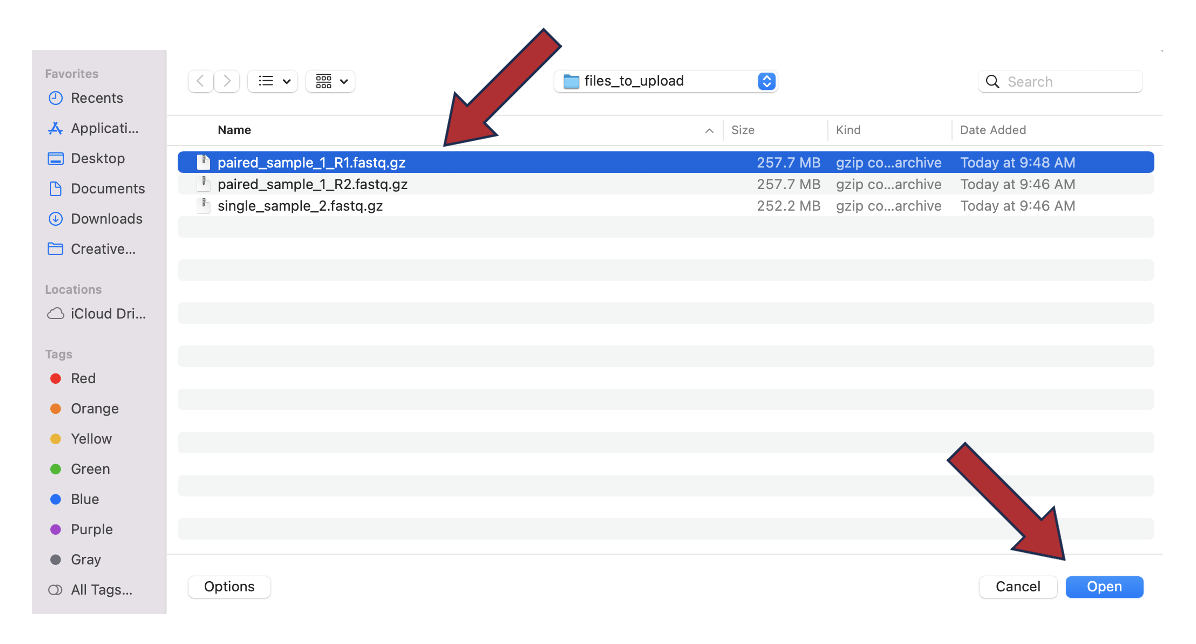 Favorites
Recents
Applicati...
Desktop
Documents
Downloads
Creative...
Locations
iCloud Dri...
Tags
Red
Orange
Yellow
Green
Blue
Purple
Gray
All Tags...
files_to_upload
Search
Name Size Kind Date Added
paired_sample_1_R1.fastq.gz 257.7 MB gzip co...archive Today at 9:48 AM
paired_sample_1_R2.fastq.gz 257.7 MB gzip co...archive Today at 9:46 AM
single_sample_2.fastq.gz 252.2 MB gzip co...archive Today at 9:46 AM
Options Cancel Open